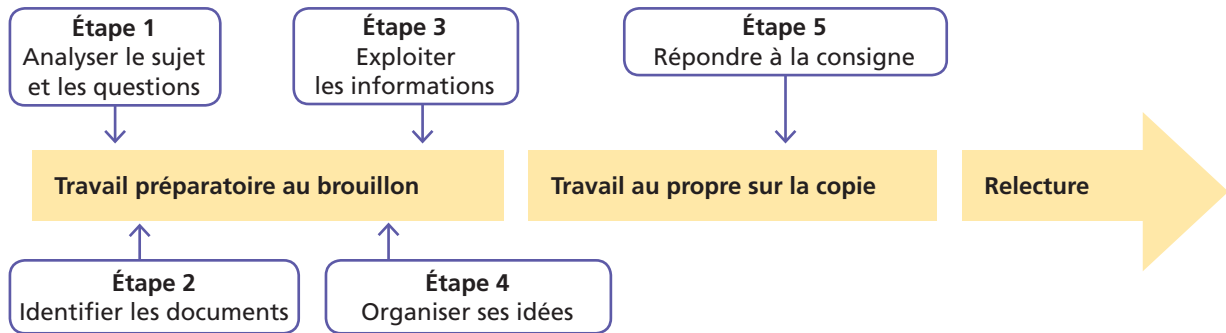 Étape 1
Analyser le sujet
et les questions
Étape 3
Exploiter
les informations
Étape 5
Répondre à la consigne
Travail préparatoire au brouillon
Travail au propre sur la copie
Relecture
Étape 2
Identifier les documents
Étape 4
Organiser ses idées